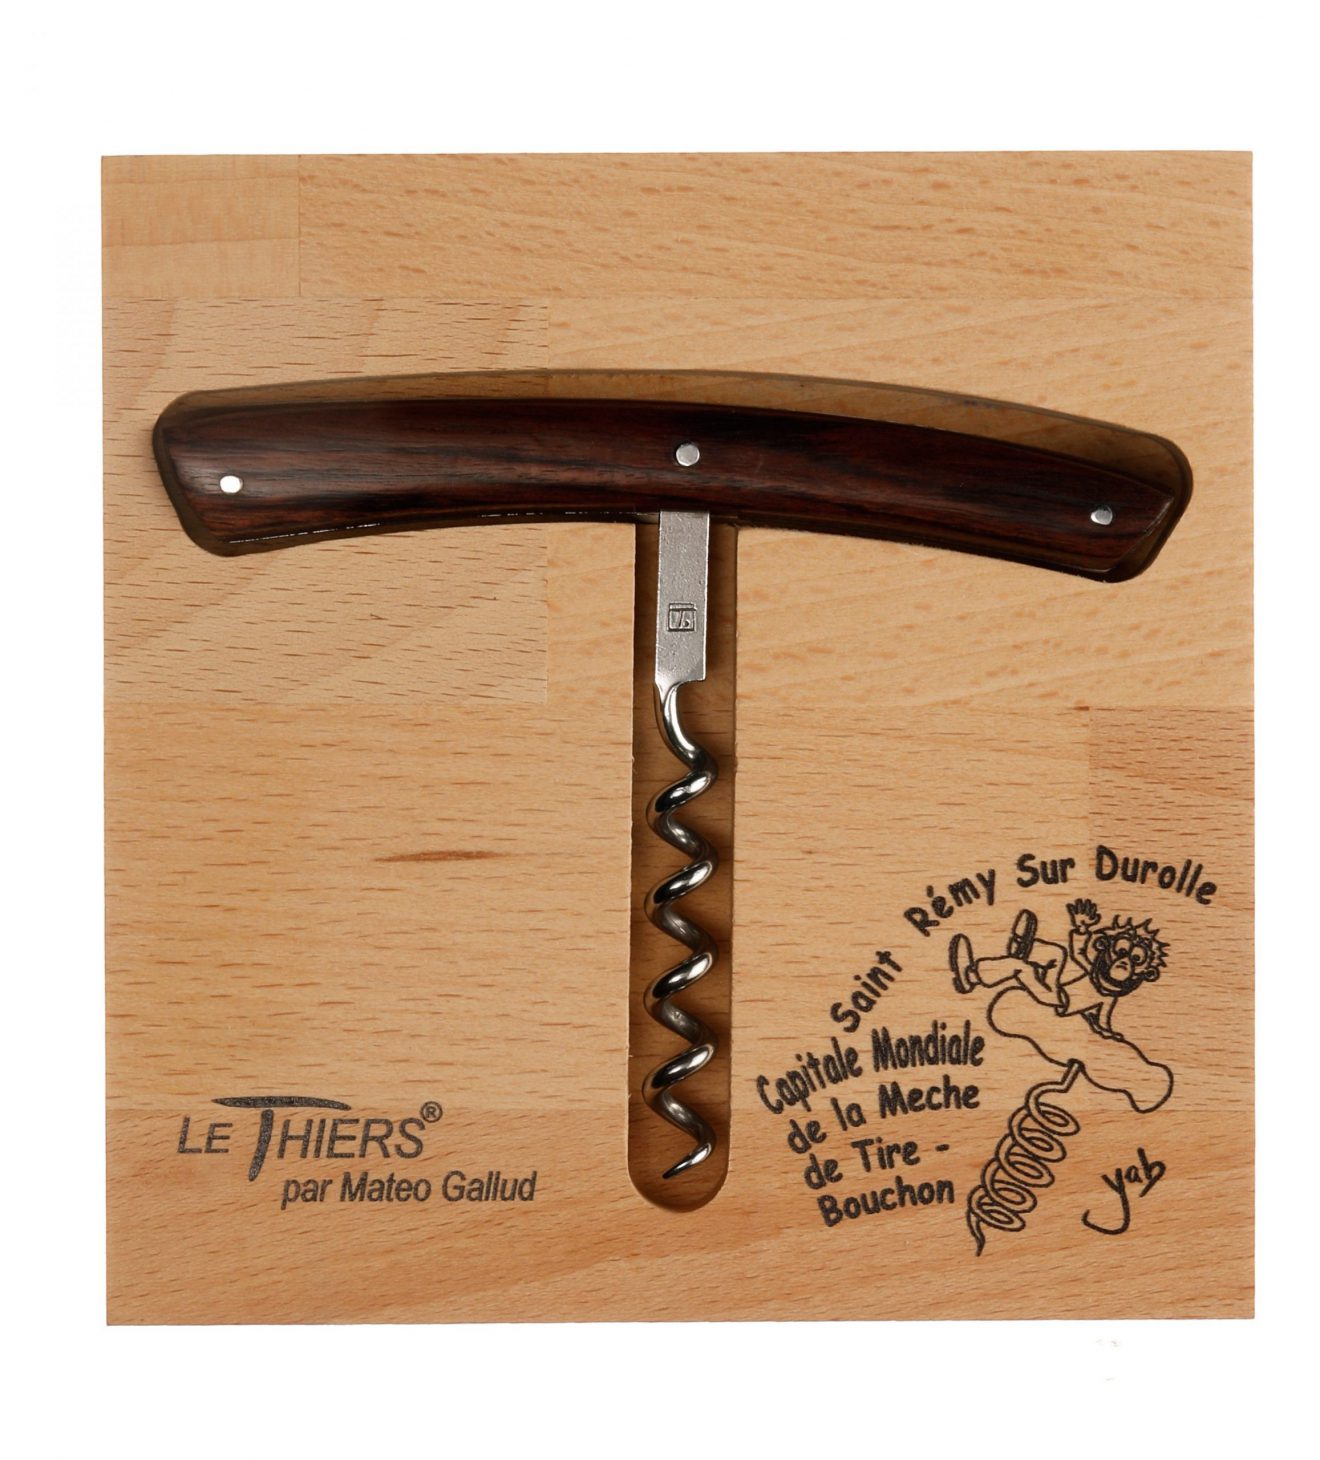 LE THIERS®
par Mateo Gallud
Saint Rémy Sur Durolle
Capitale Mondiale
de la Meche
de Tire -
Bouchon
yab